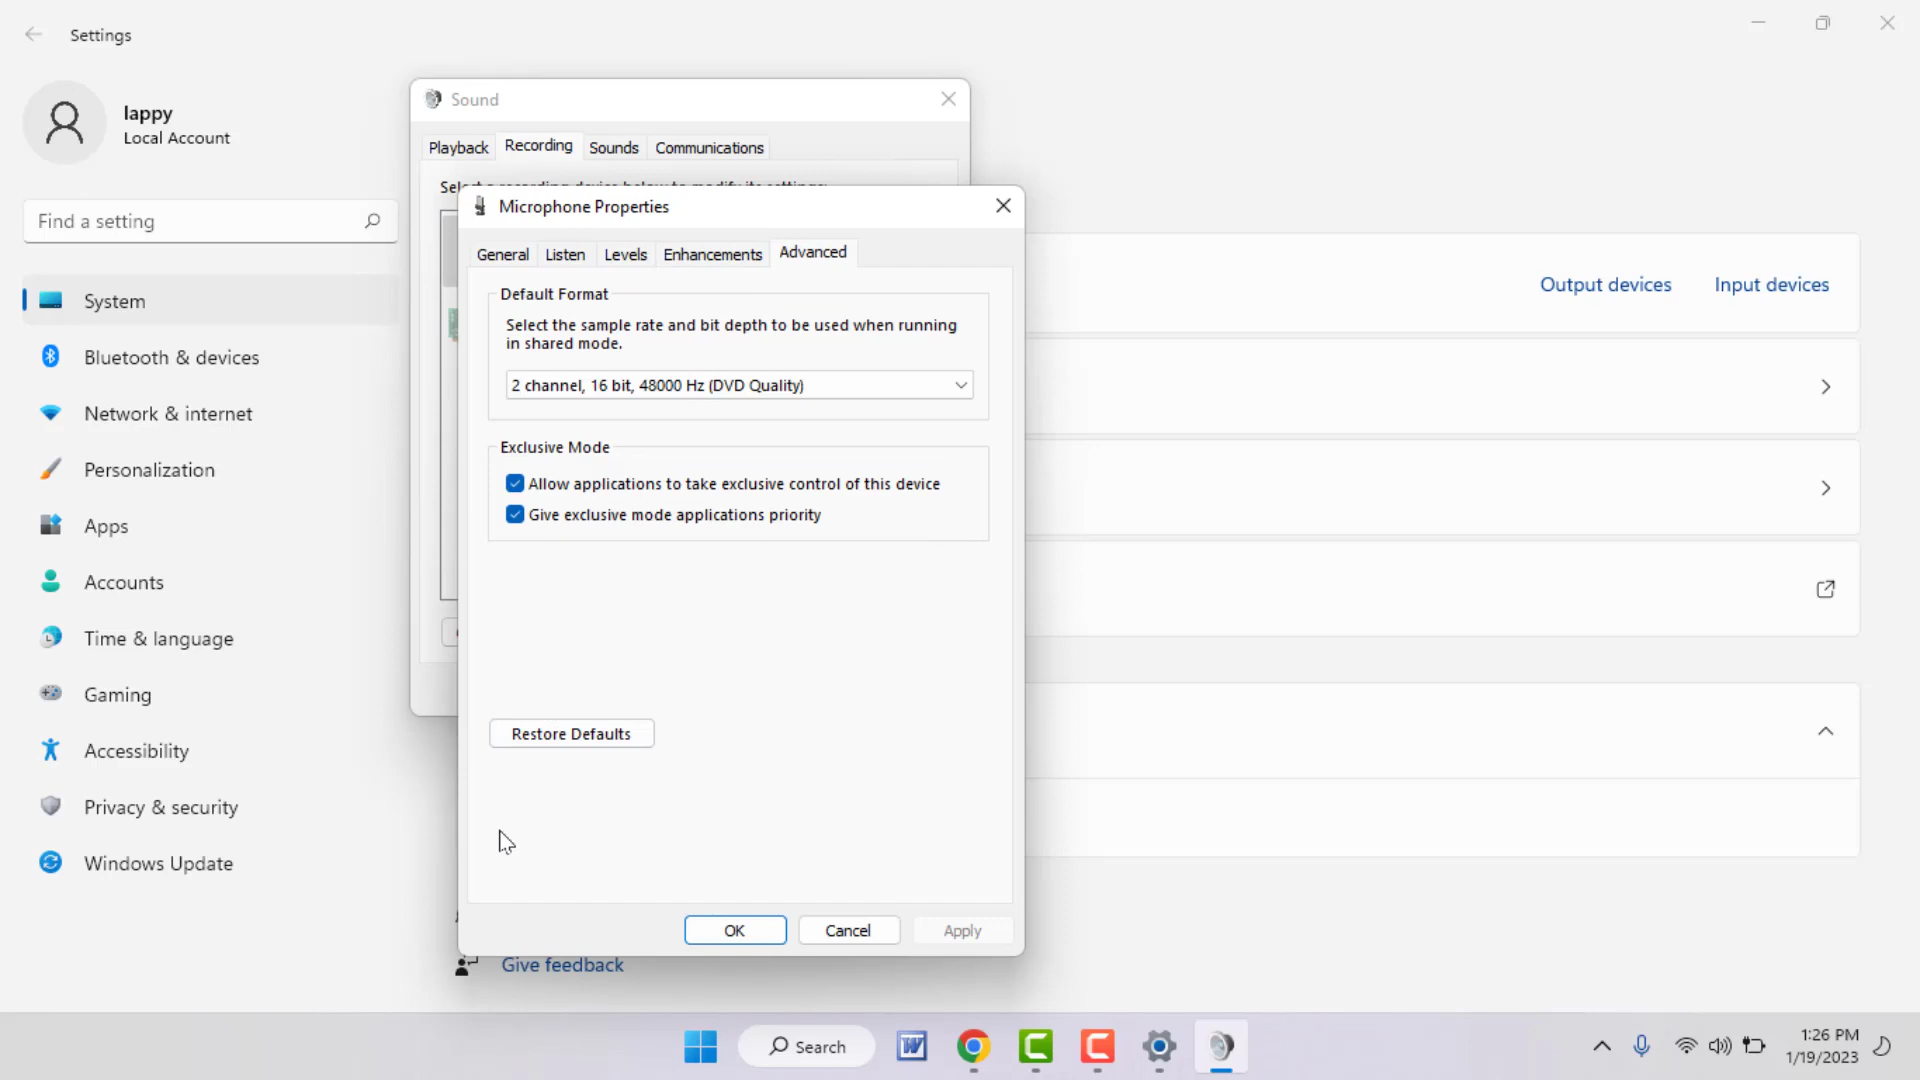 Settings
lappy
Local Account
Find a setting
System
Bluetooth & devices
Network & internet
Personalization
Apps
Accounts
Time & language
Gaming
Accessibility
Privacy & security
Windows Update
Sound
Playback
Recording
Sounds
Communications
Select a recording device below to modify its settings:
Microphone Properties
General
Listen
Levels
Enhancements
Advanced
Default Format
Select the sample rate and bit depth to be used when running
in shared mode.
2 channel, 16 bit, 48000 Hz (DVD Quality)
Exclusive Mode
Allow applications to take exclusive control of this device
Give exclusive mode applications priority
Restore Defaults
OK
Cancel
Apply
Output devices
Input devices
Give feedback
Search
1:26 PM
1/19/2023